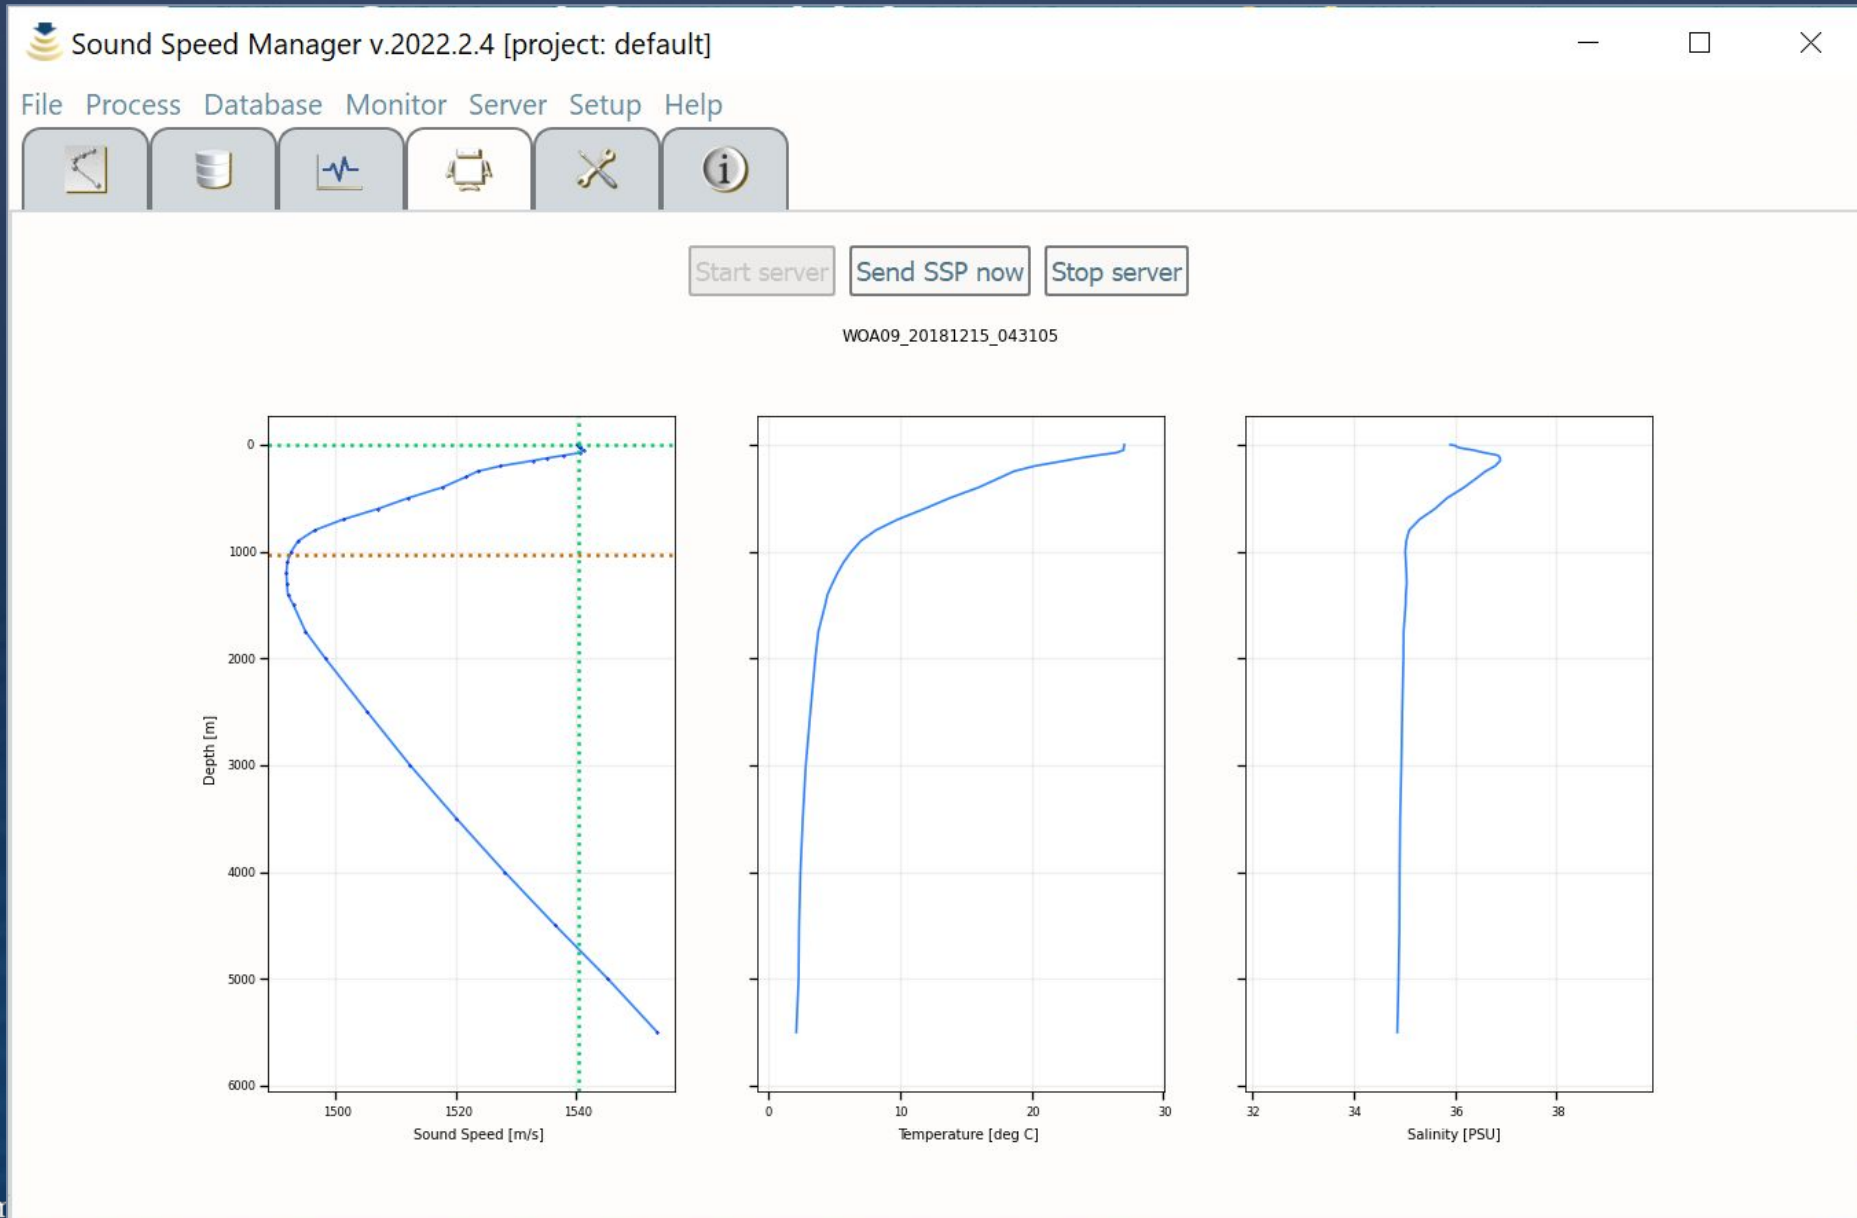 Sound Speed Manager v.2022.2.4 [project: default]
File Process Database Monitor Server Setup Help
Start server Send SSP now Stop server
WOA09_20181215_043105
0
1000
2000
3000
4000
5000
6000
Depth [m]
1500 1520 1540
Sound Speed [m/s]
0 10 20 30
Temperature [deg C]
32 34 36 38
Salinity [PSU]